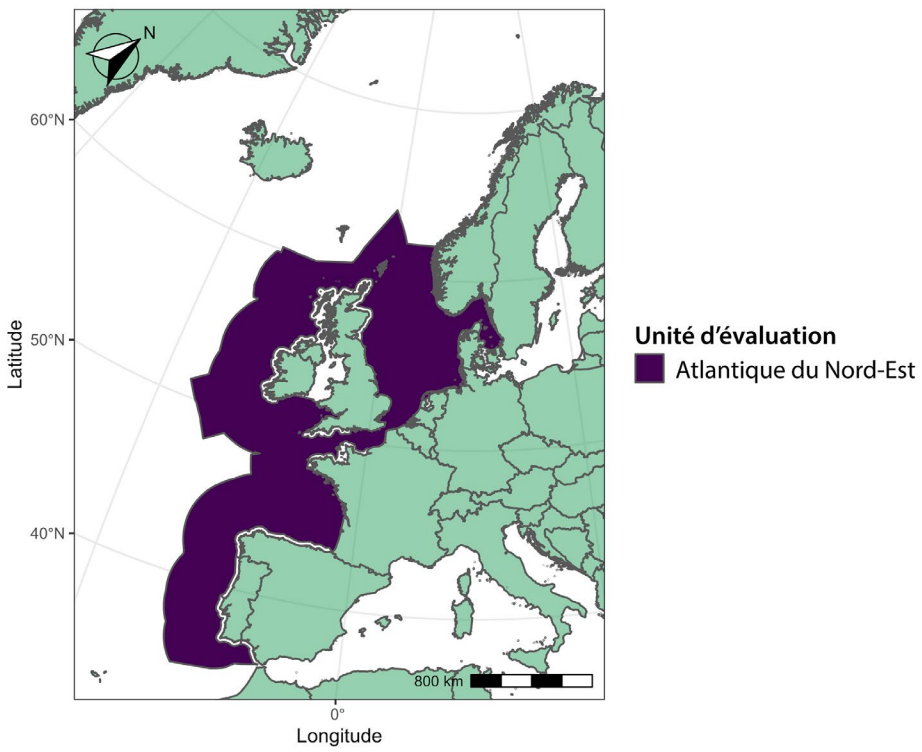 N
60°N
50°N
40°N
Latitude
800 km
0°
Longitude
Unité d'évaluation
Atlantique du Nord-Est